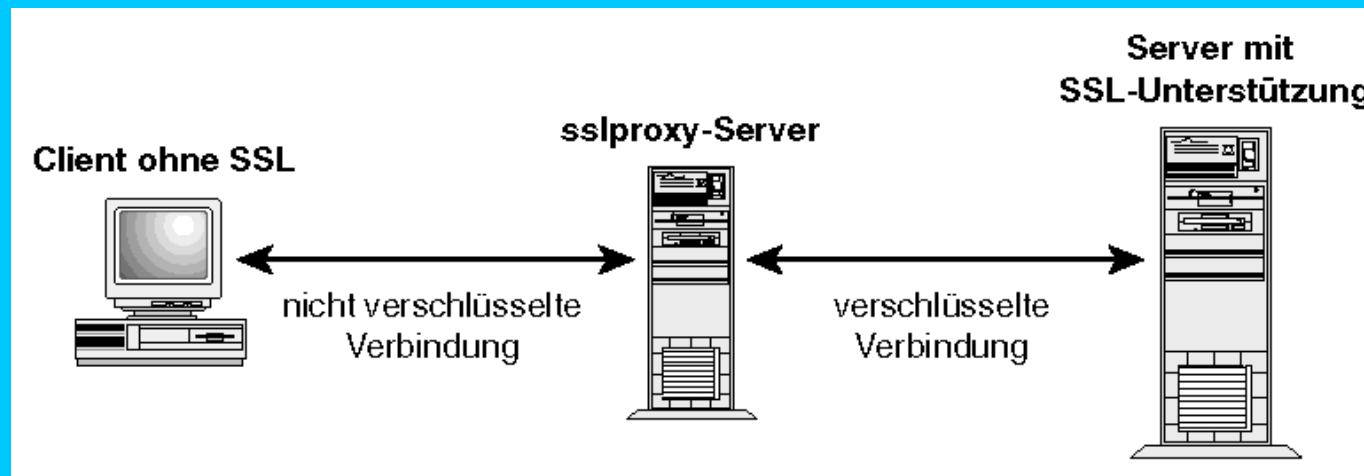 Client ohne SSL
nicht verschlüsselte
Verbindung
sslproxy-Server
verschlüsselte
Verbindung
Server mit
SSL-Unterstützung